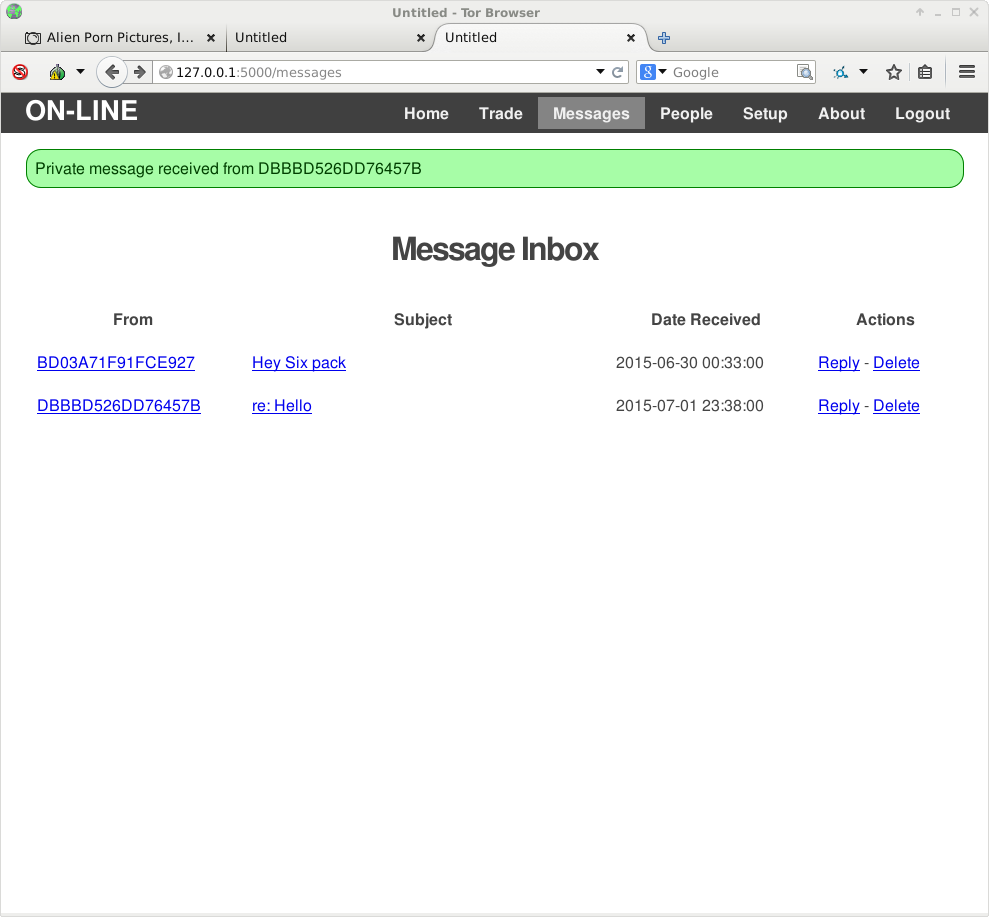 Untitled - Tor Browser
Alien Porn Pictures, I... Untitled Untitled
127.0.0.1:5000/messages Google
ON-LINE Home Trade Messages People Setup About Logout
Private message received from DBBBD526DD76457B
Message Inbox
From Subject Date Received Actions
BD03A71F91FCE927 Hey Six pack 2015-06-30 00:33:00 Reply - Delete
DBBBD526DD76457B re: Hello 2015-07-01 23:38:00 Reply - Delete